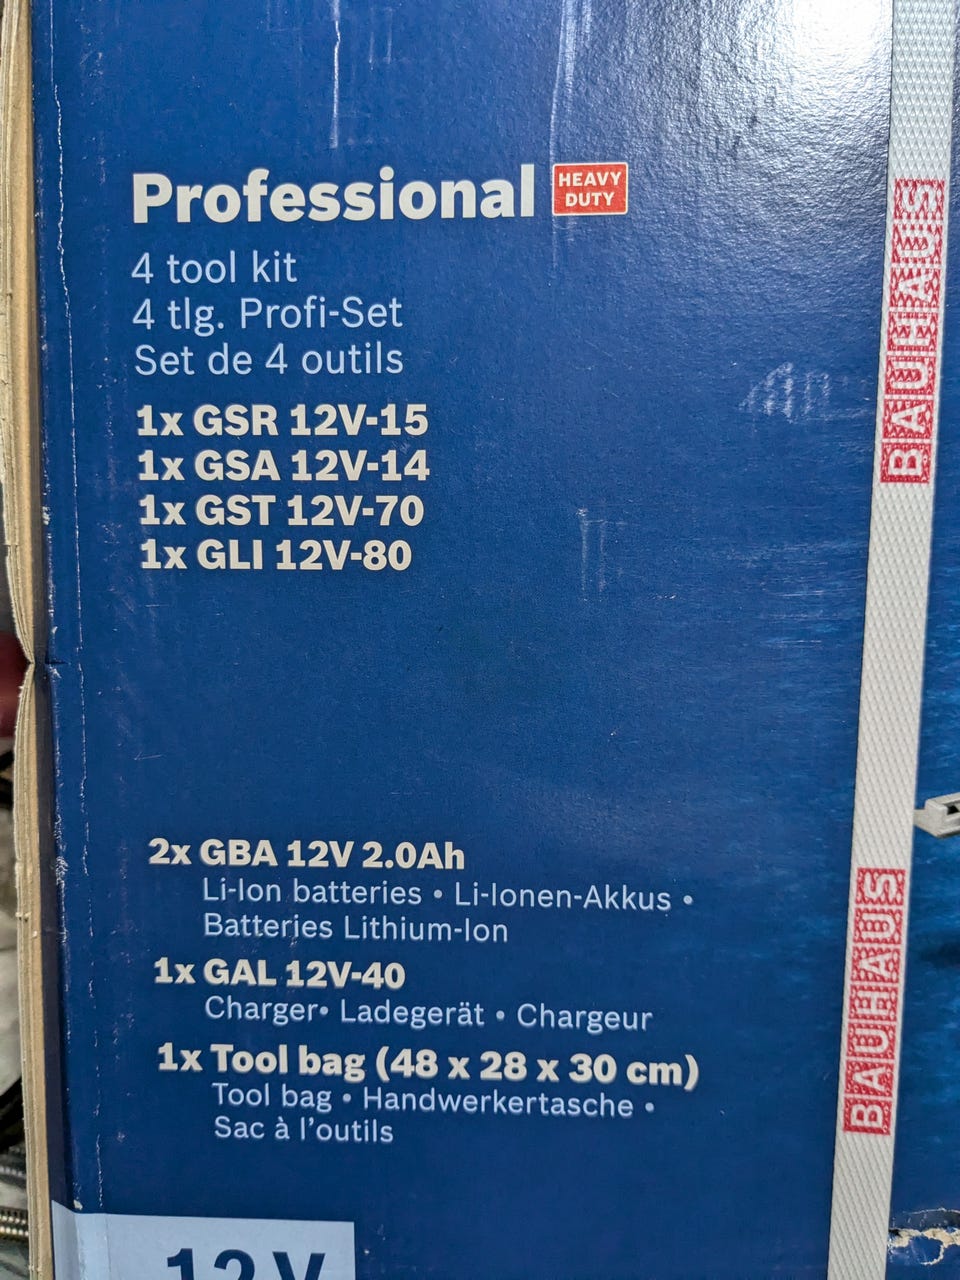 Professional HEAVY DUTY
4 tool kit
4 tlg. Profi-Set
Set de 4 outils
1x GSR 12V-15
1x GSA 12V-14
1x GST 12V-70
1x GLI 12V-80
2x GBA 12V 2.0Ah
Li-Ion batteries • Li-Ionen-Akkus •
Batteries Lithium-Ion
1x GAL 12V-40
Charger• Ladegerät • Chargeur
1x Tool bag (48 x 28 x 30 cm)
Tool bag • Handwerkertasche •
Sac à l'outils
12 V
BAUHAUS
BAUHAUS